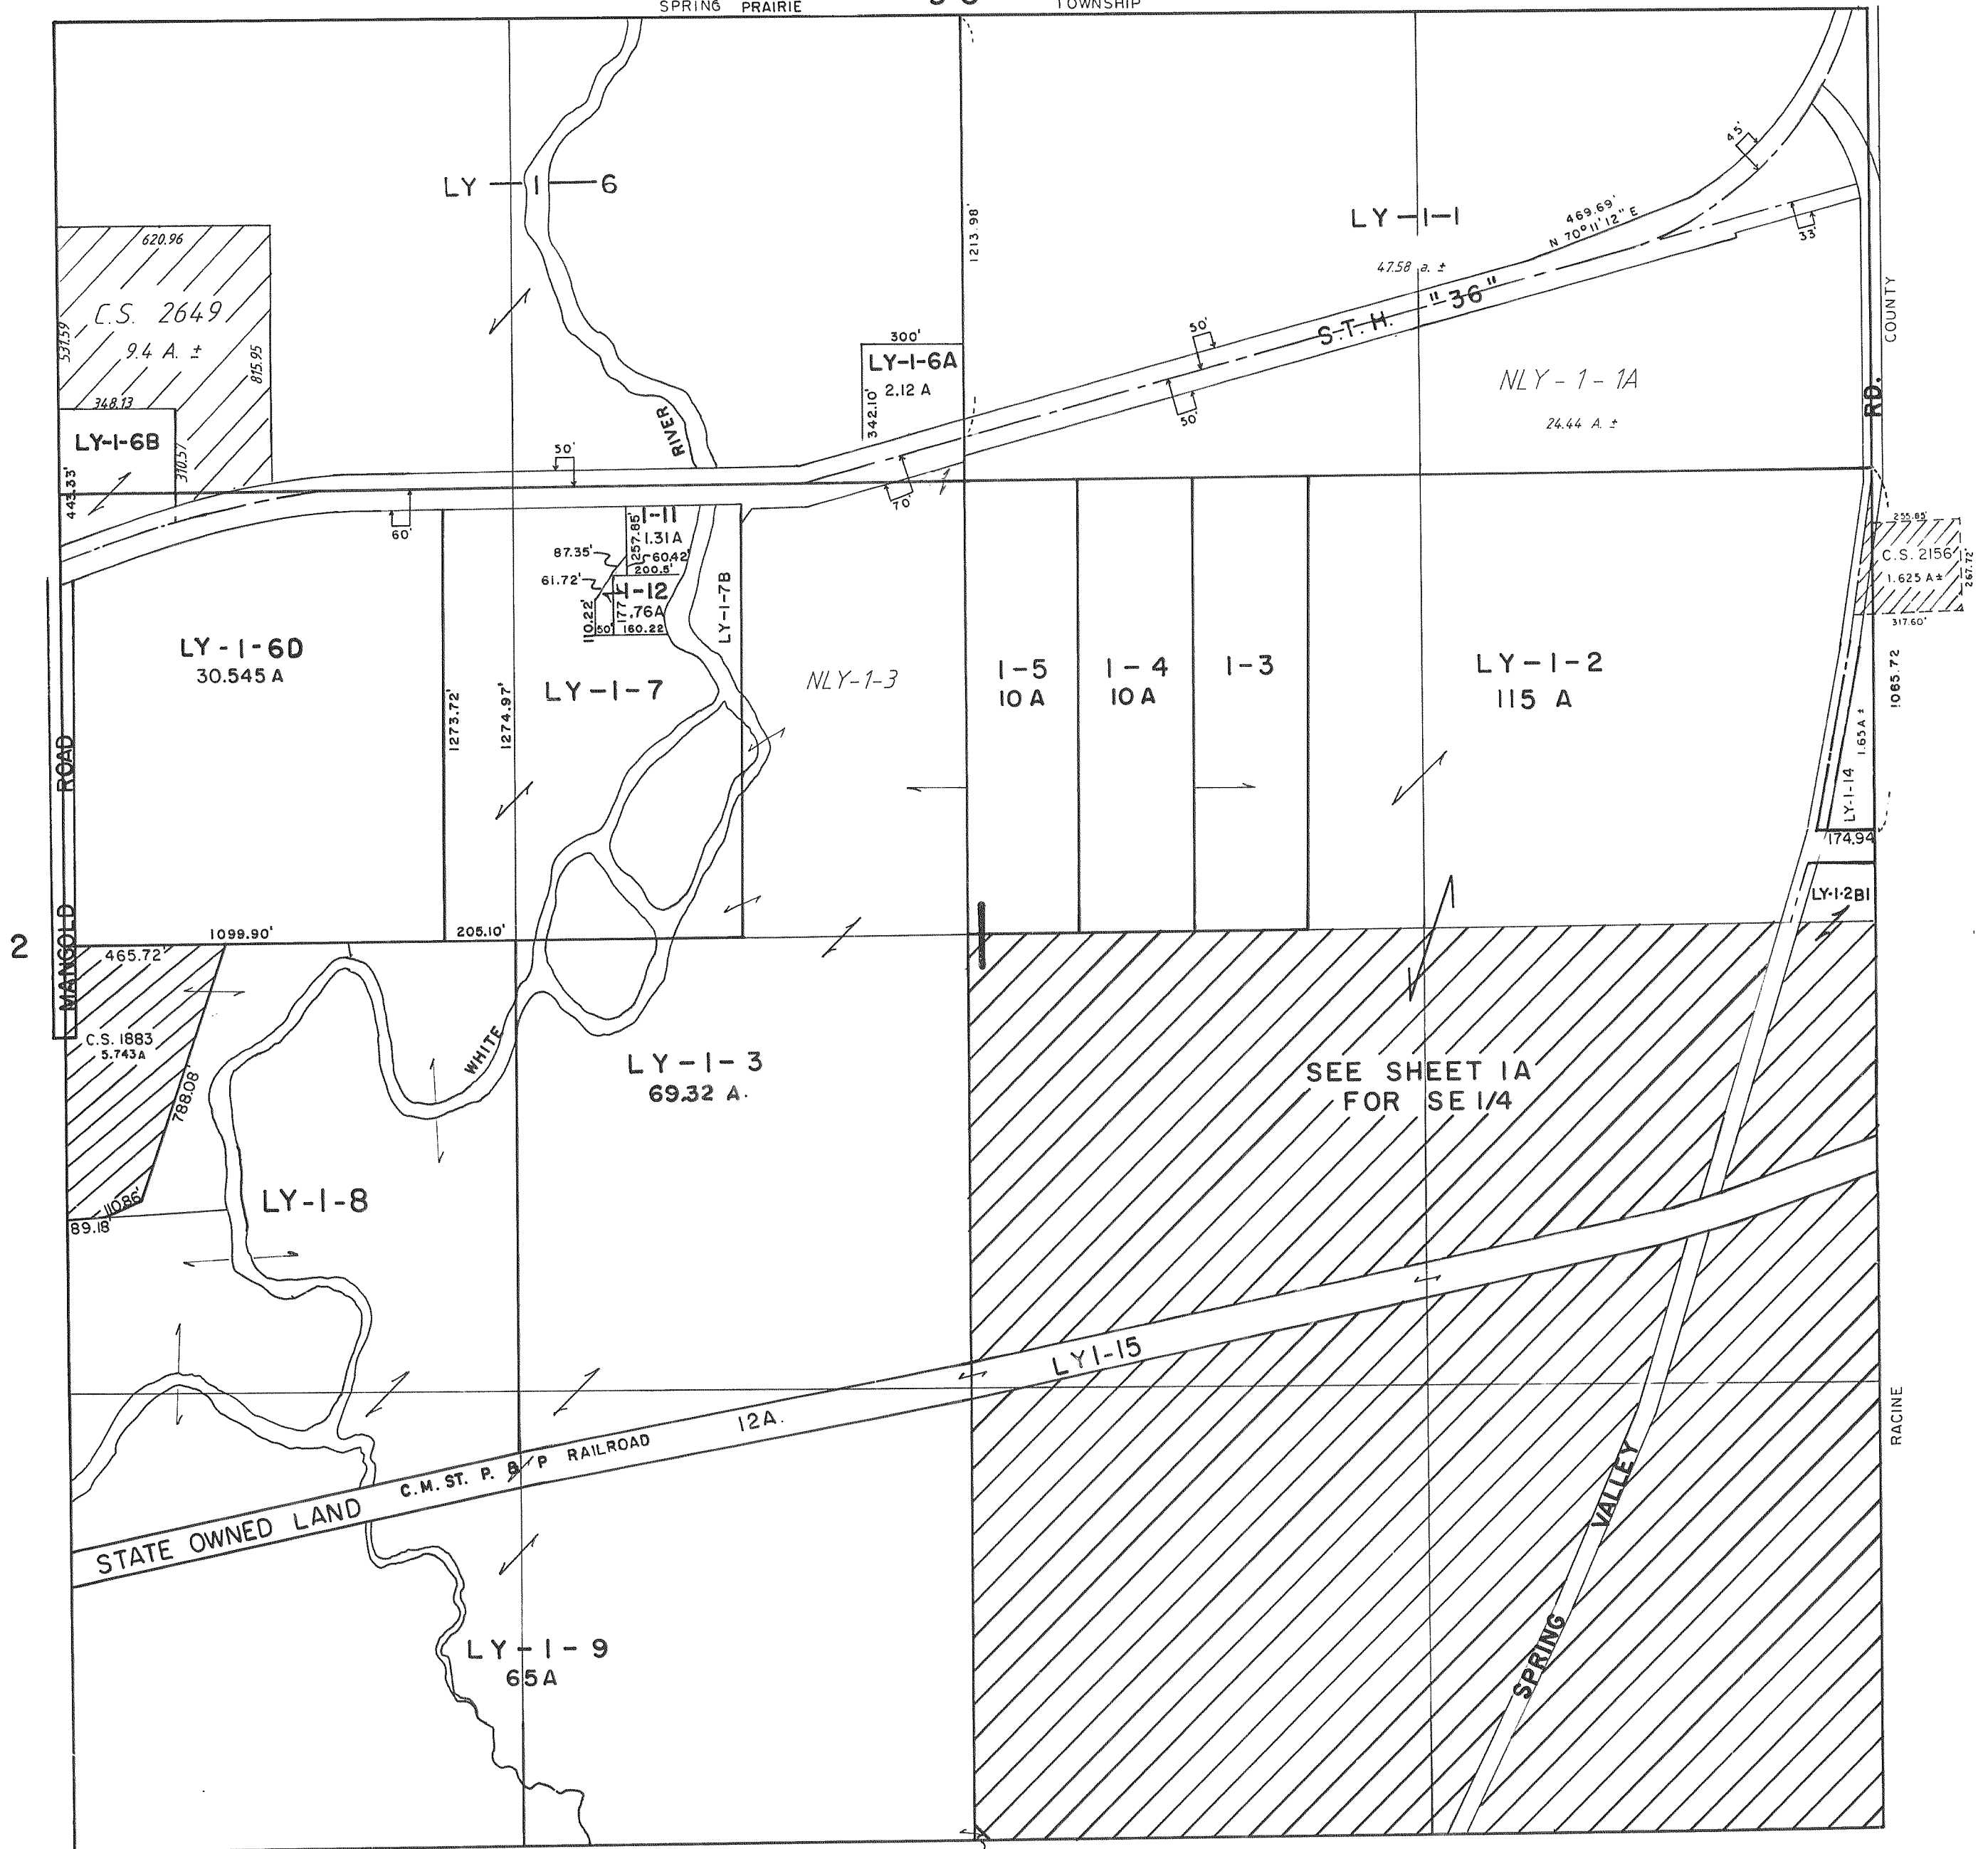 SPRING PRAIRIE
TOWNSHIP
LY 1 6
LY-1-1
47.58 a. ±
469.69'
N 70° 11' 12" E
45'
33'
1213.98'
620.96
C.S. 2649
9.4 A. ±
531.59
815.95
348.13
310.57
LY-1-6B
443.33'
300'
LY-1-6A
2.12 A
342.10'
RIVER
50'
50'
50'
70'
60'
S.T.H. "36"
NLY-1-1A
24.44 A. ±
COUNTY
RD.
1-11
1.31A
257.85'
60.42'
87.35'
200.5'
61.72'
1-12
.76A
177'
110.22'
50'
160.22
LY-1-7B
255.85'
C.S. 2156
1.625 A±
267.72'
317.60'
LY-1-6D
30.545 A
1273.72'
1274.97'
LY-1-7
NLY-1-3
1-5
10 A
1-4
10 A
1-3
LY-1-2
115 A
1065.72
1.65 A ±
LY-1-14
174.94
LY-1-2B1
MANGOLD ROAD
2
1099.90'
205.10'
465.72'
C.S. 1883
5.743A
788.08'
110.86'
89.18'
WHITE
LY-1-3
69.32 A.
1
SEE SHEET 1A
FOR SE 1/4
LY-1-8
LY1-15
12A.
C.M. ST. P. & P RAILROAD
STATE OWNED LAND
RACINE
SPRING VALLEY
LY-1-9
65A